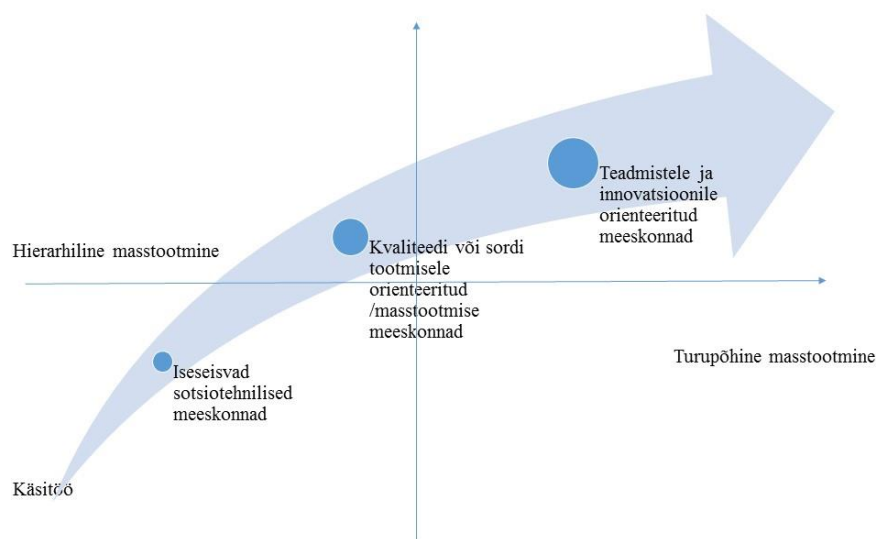 Teadmistele ja
innovatsioonile
orienteeritud
meeskonnad
Hierarhiline masstootmine
Kvaliteedi või sordi
tootmisele
orienteeritud
/masstootmise
meeskonnad
Turupõhine masstootmine
Iseseisvad
sotsiotehnilised
meeskonnad
Käsitöö